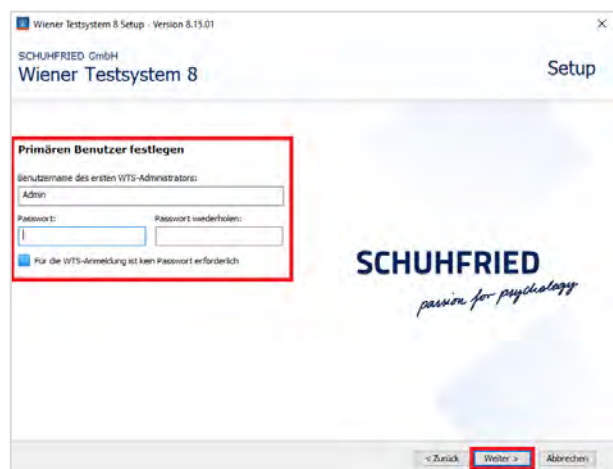 Wiener Testsystem 8 Setup - Version 8.15.01
SCHUHFRIED GmbH
Wiener Testsystem 8
Setup
Primären Benutzer festlegen
Benutzername des ersten WTS-Administrators:
Admin
Passwort: Passwort wiederholen:
Für die WTS-Anmeldung ist kein Passwort erforderlich
SCHUHFRIED
passion for psychology
< Zurück Weiter > Abbrechen